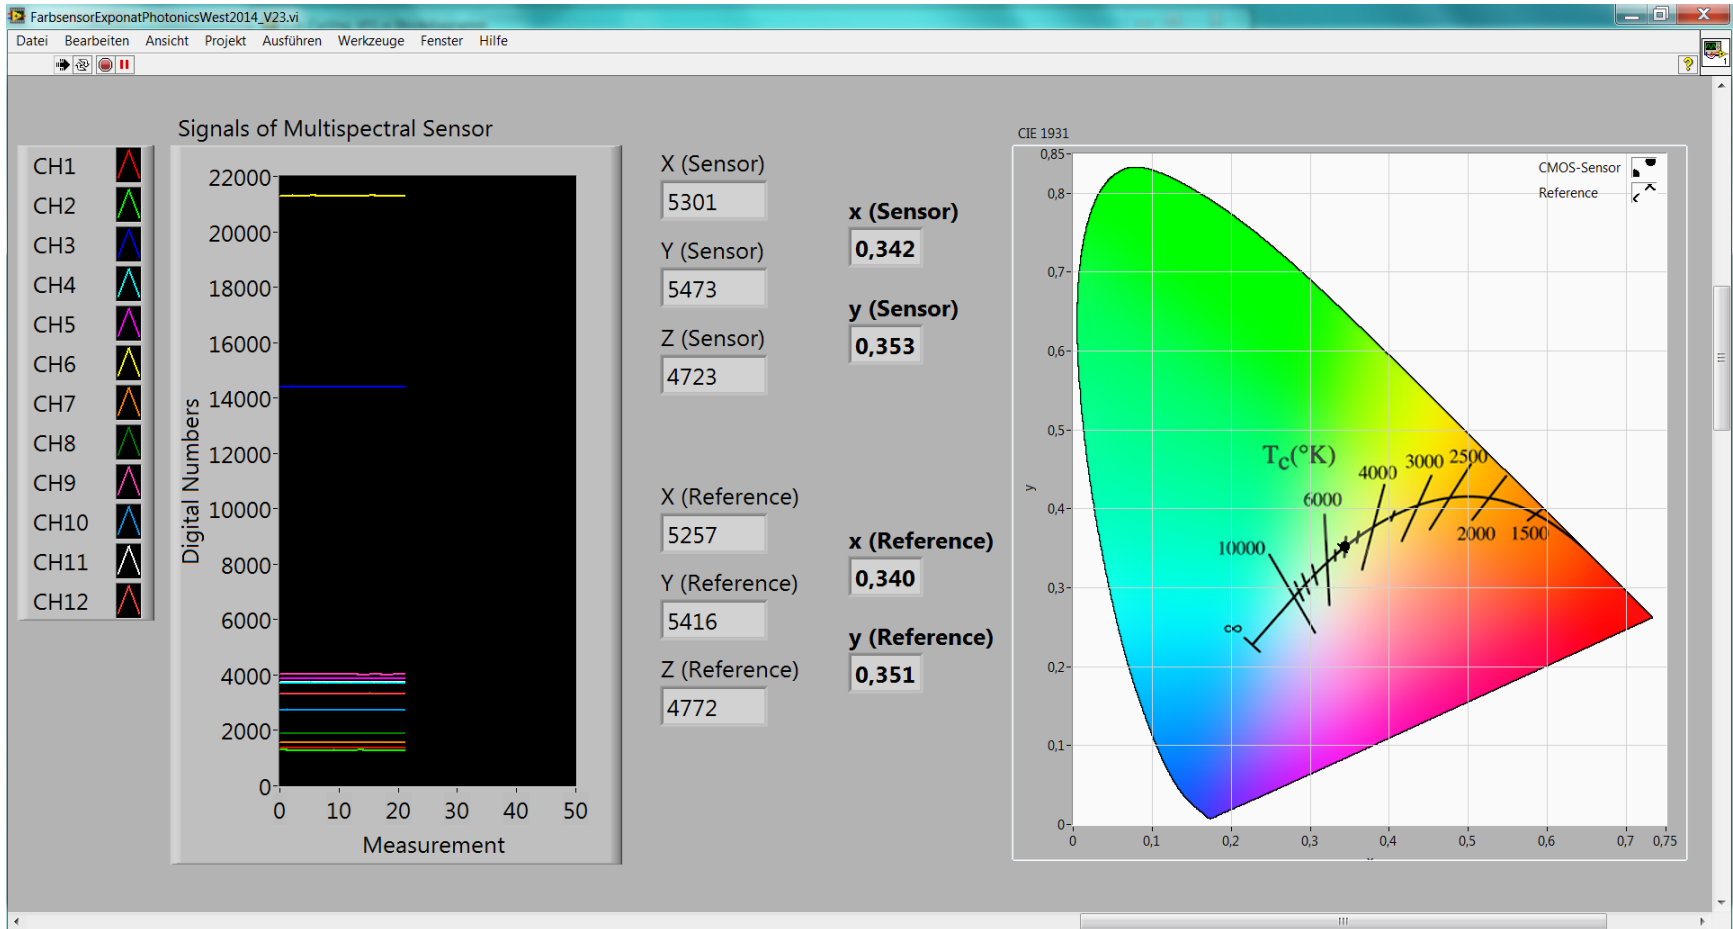 FarbsensorExponatPhotonicsWest2014_V23.vi
Datei Bearbeiten Ansicht Projekt Ausführen Werkzeuge Fenster Hilfe
?
1
Signals of Multispectral Sensor
CH1
CH2
CH3
CH4
CH5
CH6
CH7
CH8
CH9
CH10
CH11
CH12
Digital Numbers
22000
20000
18000
16000
14000
12000
10000
8000
6000
4000
2000
0
0 10 20 30 40 50
Measurement
X (Sensor)
5301
Y (Sensor)
5473
Z (Sensor)
4723
x (Sensor)
0,342
y (Sensor)
0,353
X (Reference)
5257
Y (Reference)
5416
Z (Reference)
4772
x (Reference)
0,340
y (Reference)
0,351
CIE 1931
CMOS-Sensor
Reference
y
0,85
0,8
0,7
0,6
0,5
0,4
0,3
0,2
0,1
0
Tc(°K)
∞
10000
6000
4000
3000
2500
2000
1500
0 0,1 0,2 0,3 0,4 0,5 0,6 0,7 0,75